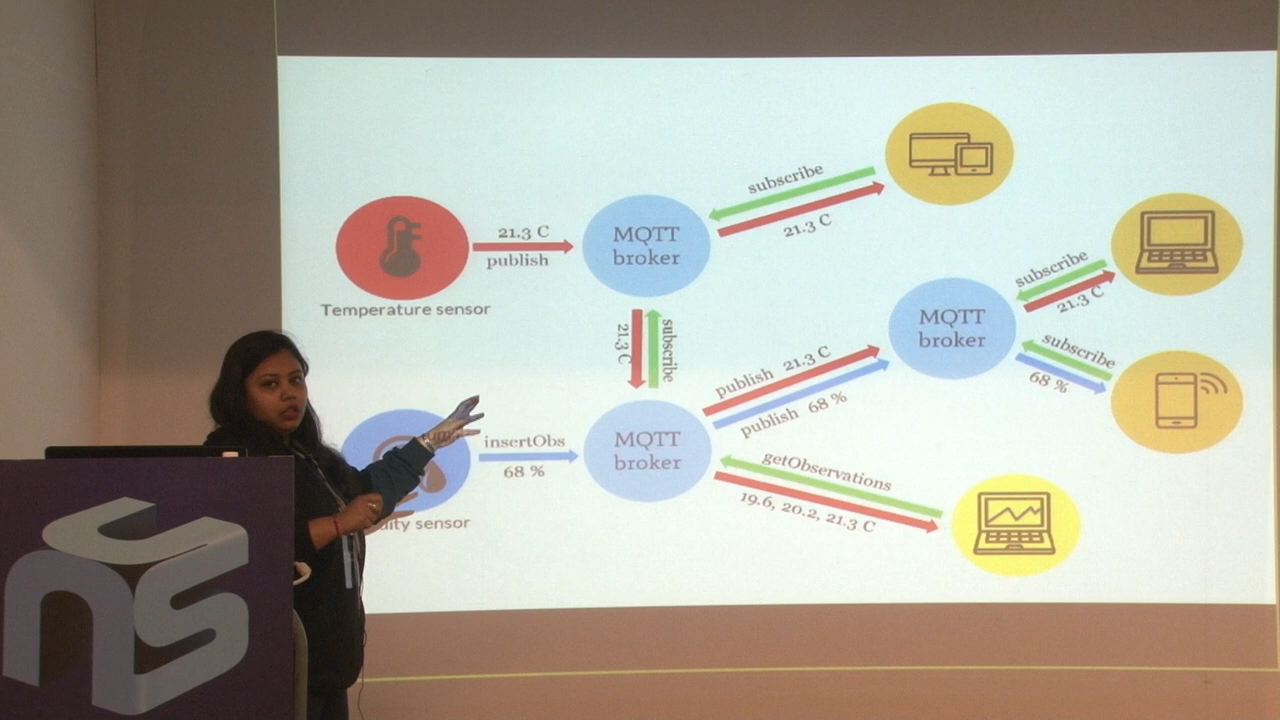 subscribe
21.3 C
21.3 C
publish
MQTT
broker
Temperature sensor
subscribe
21.3 C
21.3 C
subscribe
MQTT
broker
subscribe
68 %
publish 21.3 C
publish 68 %
insertObs
68 %
MQTT
broker
getObservations
19.6, 20.2, 21.3 C
sensor
nus